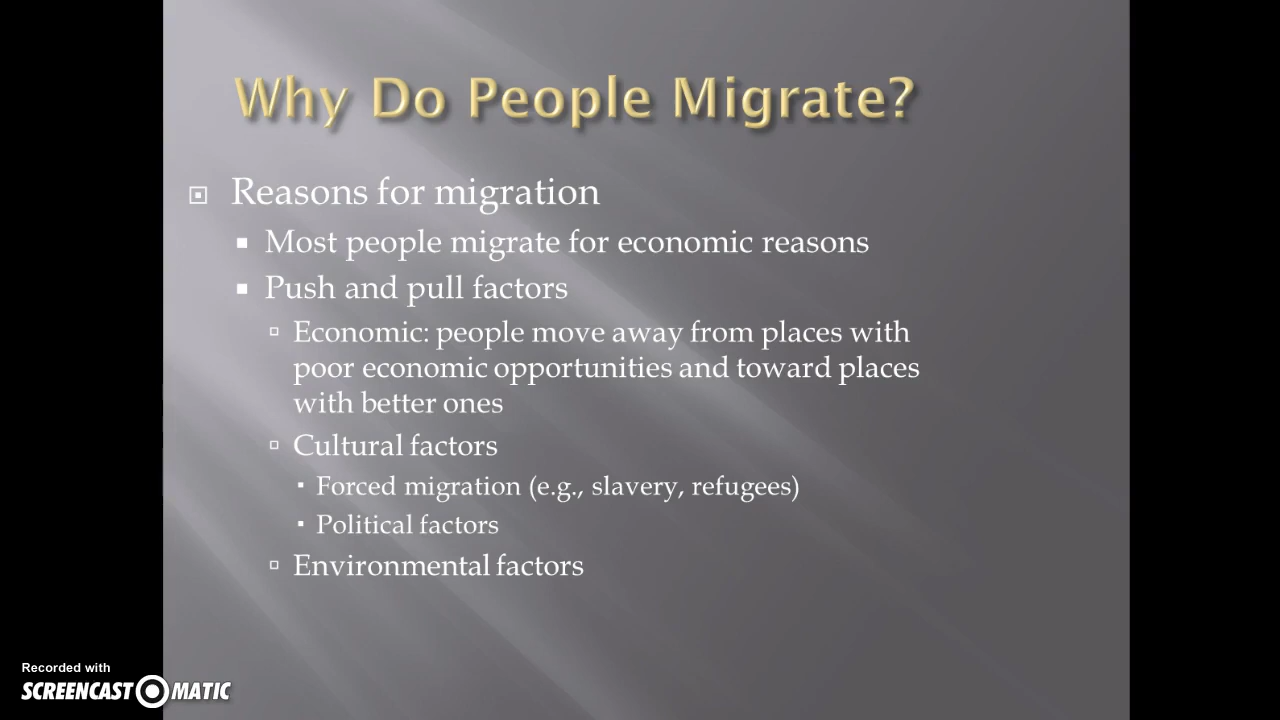 Why Do People Migrate?
Reasons for migration
Most people migrate for economic reasons
Push and pull factors
Economic: people move away from places with
poor economic opportunities and toward places
with better ones
Cultural factors
Forced migration (e.g., slavery, refugees)
Political factors
Environmental factors
Recorded with
SCREENCAST MATIC